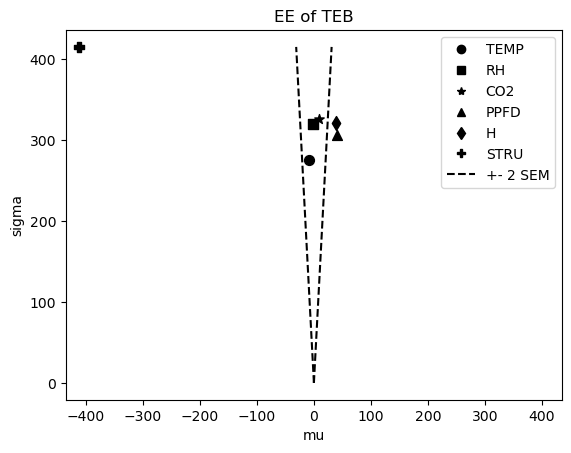 EE of TEB
TEMP
RH
CO2
PPFD
H
STRU
+- 2 SEM
sigma
400
300
200
100
0
−400 −300 −200 −100 0 100 200 300 400
mu